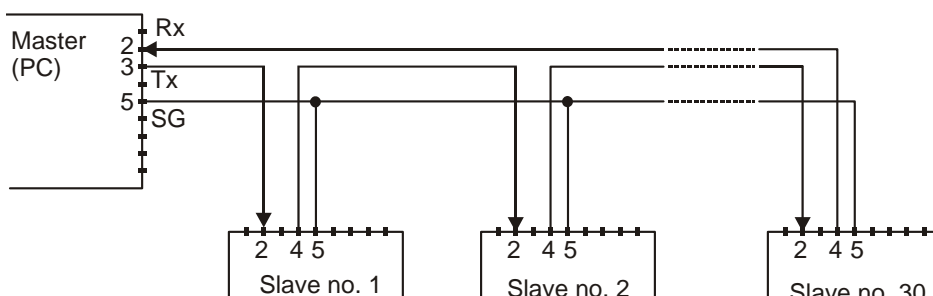 Master
(PC)
2
Rx
3
Tx
5
SG
2 4 5
Slave no. 1
2 4 5
Slave no. 2
2 4 5
Slave no. 30